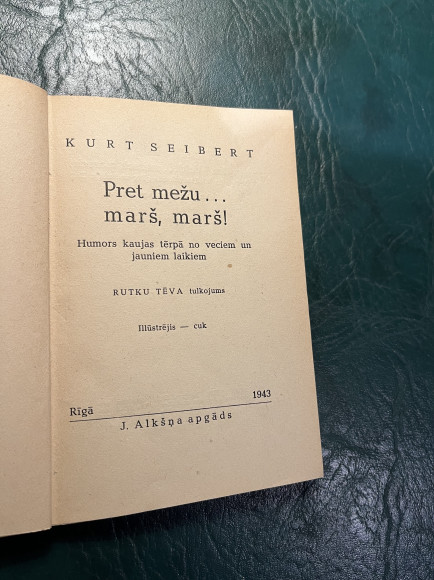 KURT SEIBERT
Pret mežu...
marš, marš!
Humors kaujas tērpā no veciem un
jauniem laikiem
RUTKU TĒVA tulkojums
Illūstrējis — cuk
Rīgā 1943
J. Alkšņa apgāds